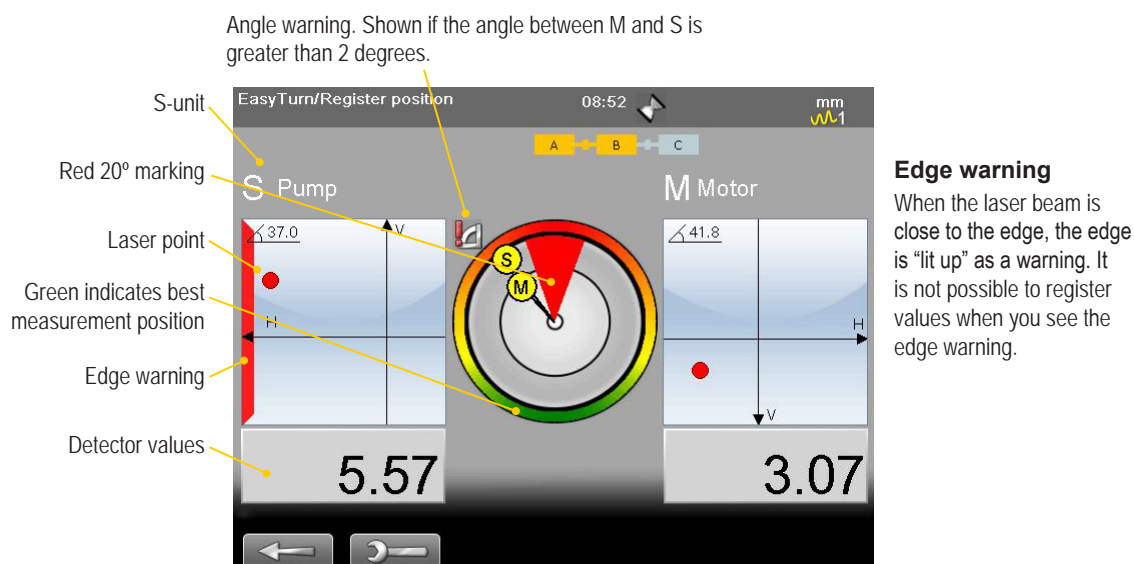 Angle warning. Shown if the angle between M and S is
greater than 2 degrees.
S-unit
Red 20º marking
Laser point
Green indicates best
measurement position
Edge warning
Detector values
EasyTurn/Register position
08:52
mm
1
A
B
C
S Pump
M Motor
37.0
V
H
S
M
41.8
H
V
5.57
3.07
Edge warning
When the laser beam is
close to the edge, the edge
is “lit up” as a warning. It
is not possible to register
values when you see the
edge warning.